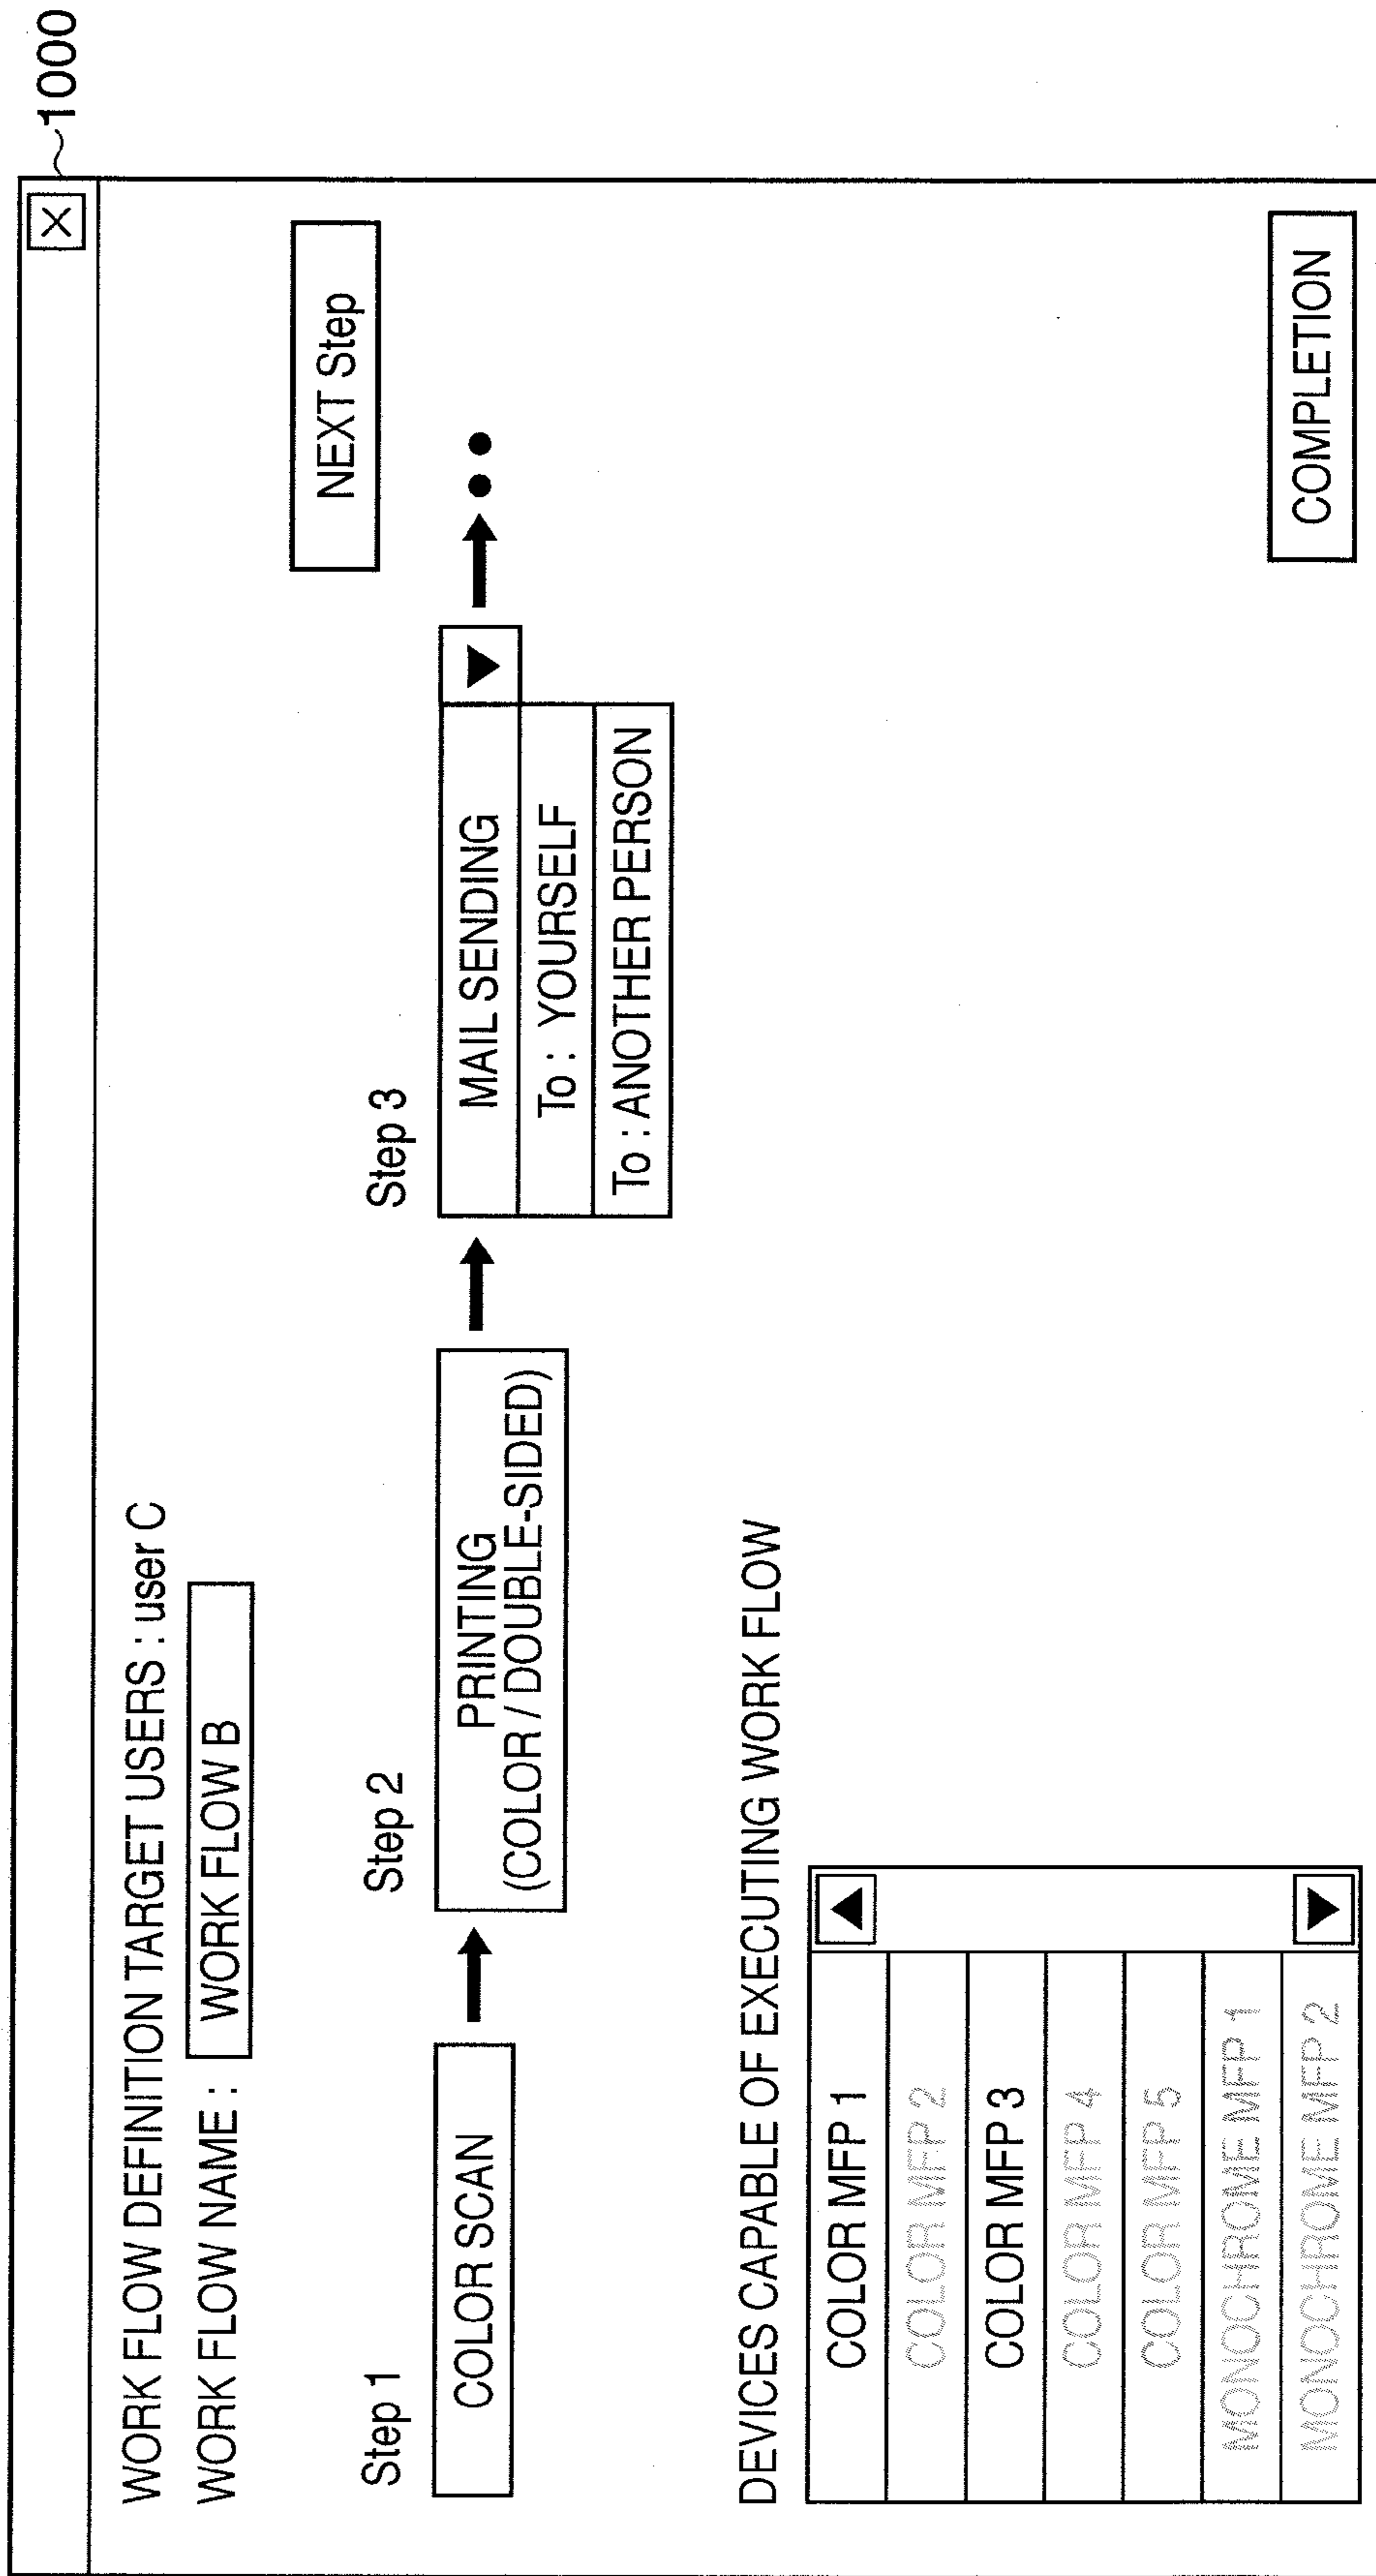 1000
X
WORK FLOW DEFINITION TARGET USERS : user C
WORK FLOW NAME : WORK FLOW B
NEXT Step
Step 1
Step 2
Step 3
COLOR SCAN
PRINTING
(COLOR / DOUBLE-SIDED)
MAIL SENDING
To : YOURSELF
To : ANOTHER PERSON
DEVICES CAPABLE OF EXECUTING WORK FLOW
COLOR MFP 1
COLOR MFP 2
COLOR MFP 3
COLOR MFP 4
COLOR MFP 5
MONOCHROME MFP 1
MONOCHROME MFP 2
COMPLETION